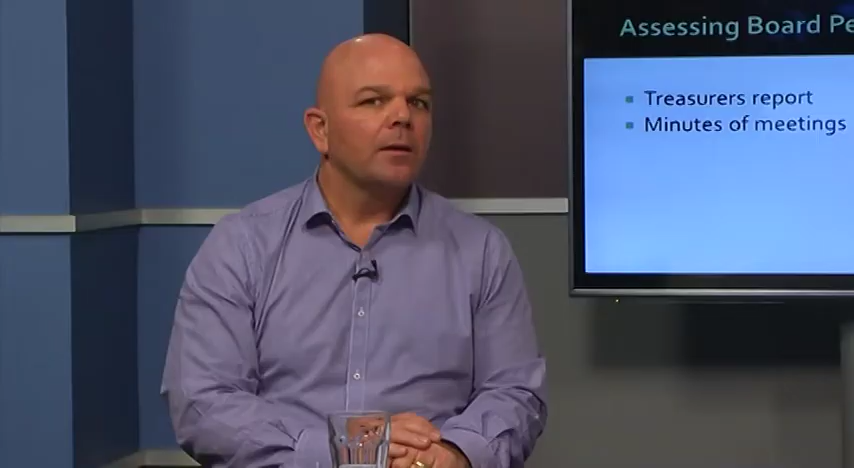 Assessing Board Pe
Treasurers report
Minutes of meetings